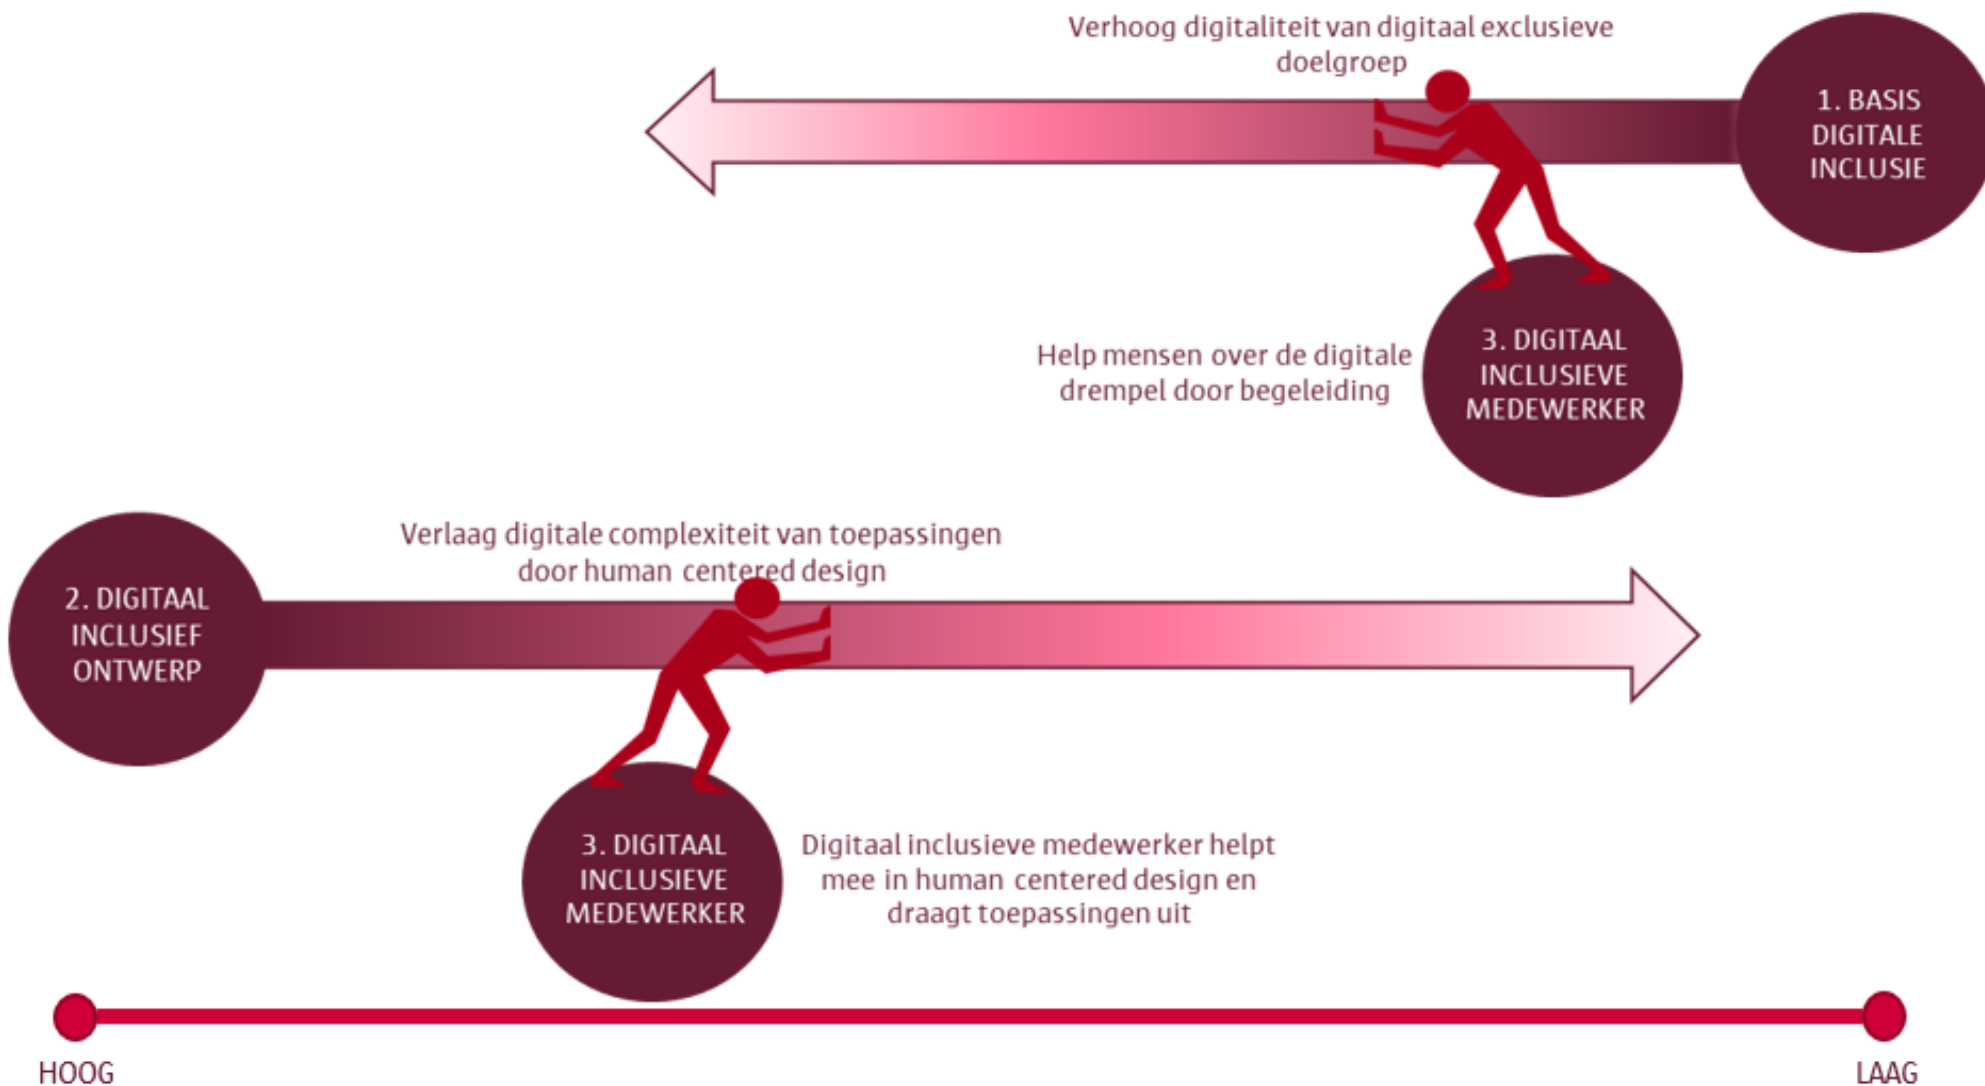 Verhoog digitaliteit van digitaal exclusieve
doelgroep
1. BASIS
DIGITALE
INCLUSIE
Help mensen over de digitale
drempel door begeleiding
3. DIGITAAL
INCLUSIEVE
MEDEWERKER
Verlaag digitale complexiteit van toepassingen
door human centered design
2. DIGITAAL
INCLUSIEF
ONTWERP
3. DIGITAAL
INCLUSIEVE
MEDEWERKER
Digitaal inclusieve medewerker helpt
mee in human centered design en
draagt toepassingen uit
HOOG
LAAG